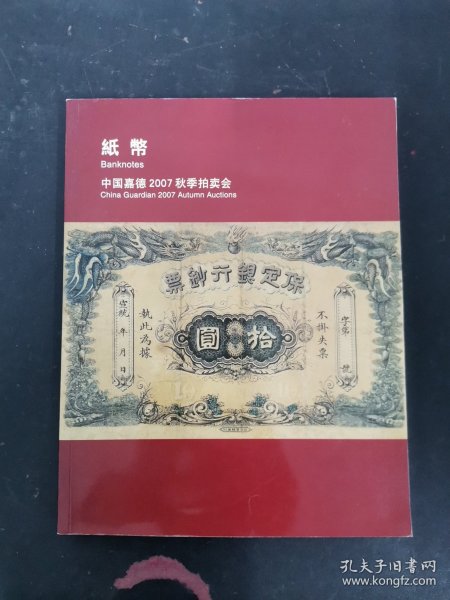 紙幣
Banknotes
中国嘉德 2007 秋季拍卖会
China Guardian 2007 Autumn Auctions
保定銀行鈔票
字第 號
不掛失票
拾圓
執此為據
宣統 年 月 日
孔夫子旧书网
www.kongfz.com